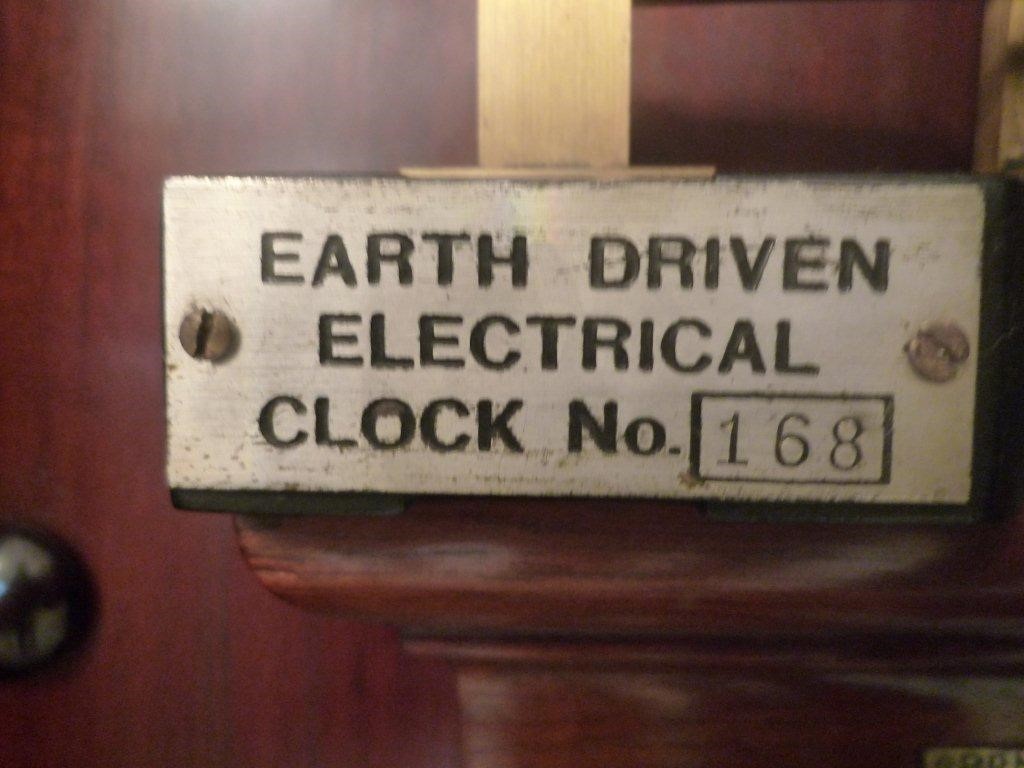 EARTH DRIVEN
ELECTRICAL
CLOCK No. 168